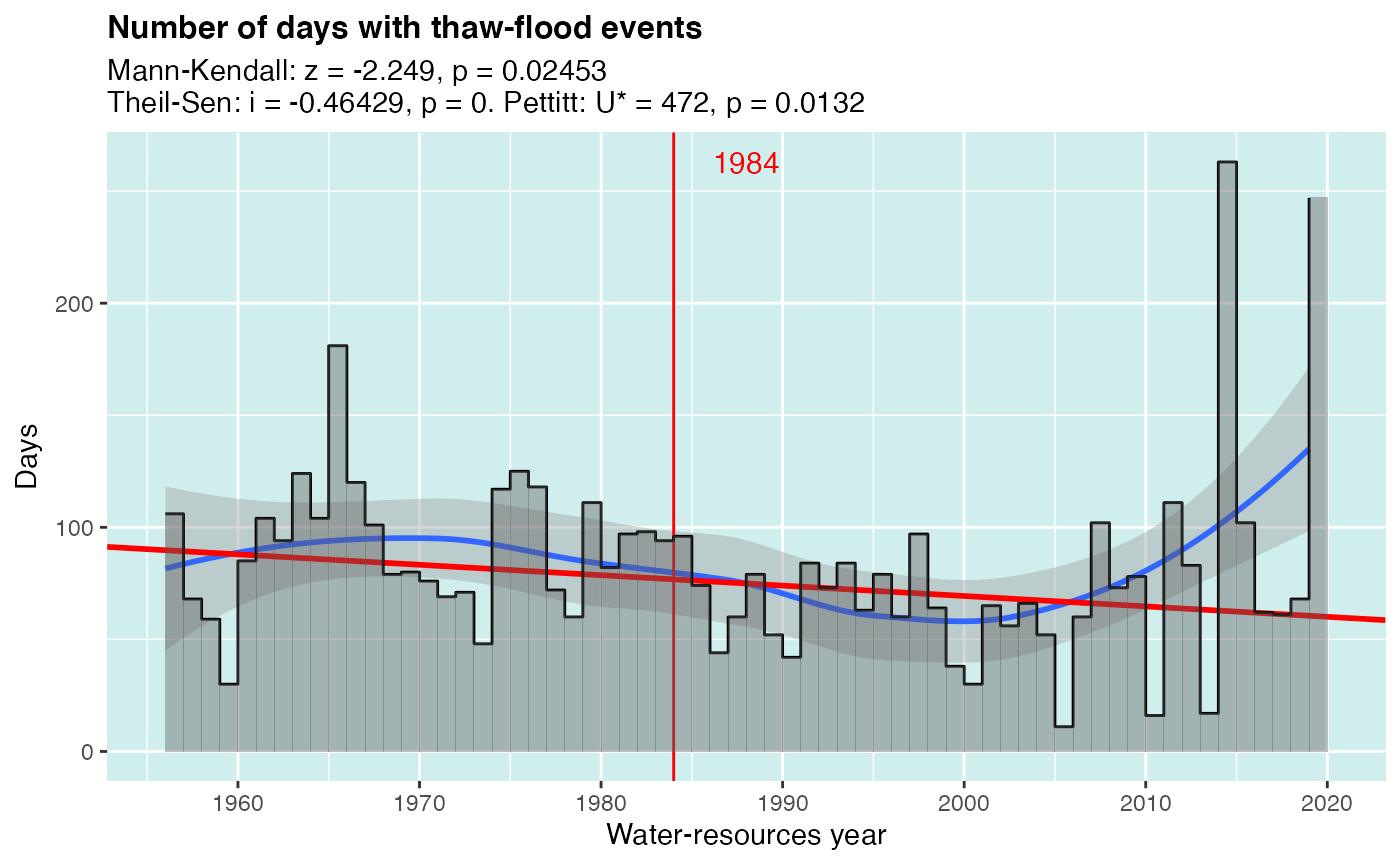 Number of days with thaw-flood events
Mann-Kendall: z = -2.249, p = 0.02453
Theil-Sen: i = -0.46429, p = 0. Pettitt: U* = 472, p = 0.0132
1984
Days
200
100
0
1960 1970 1980 1990 2000 2010 2020
Water-resources year